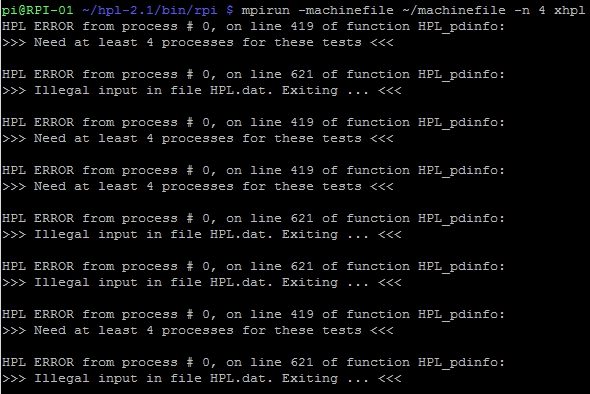 pi@RPI-01 ~/hpl-2.1/bin/rpi $ mpirun -machinefile ~/machinefile -n 4 xhpl
HPL ERROR from process # 0, on line 419 of function HPL_pdinfo:
>>> Need at least 4 processes for these tests <<<
HPL ERROR from process # 0, on line 621 of function HPL_pdinfo:
>>> Illegal input in file HPL.dat. Exiting ... <<<
HPL ERROR from process # 0, on line 419 of function HPL_pdinfo:
>>> Need at least 4 processes for these tests <<<
HPL ERROR from process # 0, on line 419 of function HPL_pdinfo:
>>> Need at least 4 processes for these tests <<<
HPL ERROR from process # 0, on line 621 of function HPL_pdinfo:
>>> Illegal input in file HPL.dat. Exiting ... <<<
HPL ERROR from process # 0, on line 621 of function HPL_pdinfo:
>>> Illegal input in file HPL.dat. Exiting ... <<<
HPL ERROR from process # 0, on line 419 of function HPL_pdinfo:
>>> Need at least 4 processes for these tests <<<
HPL ERROR from process # 0, on line 621 of function HPL_pdinfo:
>>> Illegal input in file HPL.dat. Exiting ... <<<